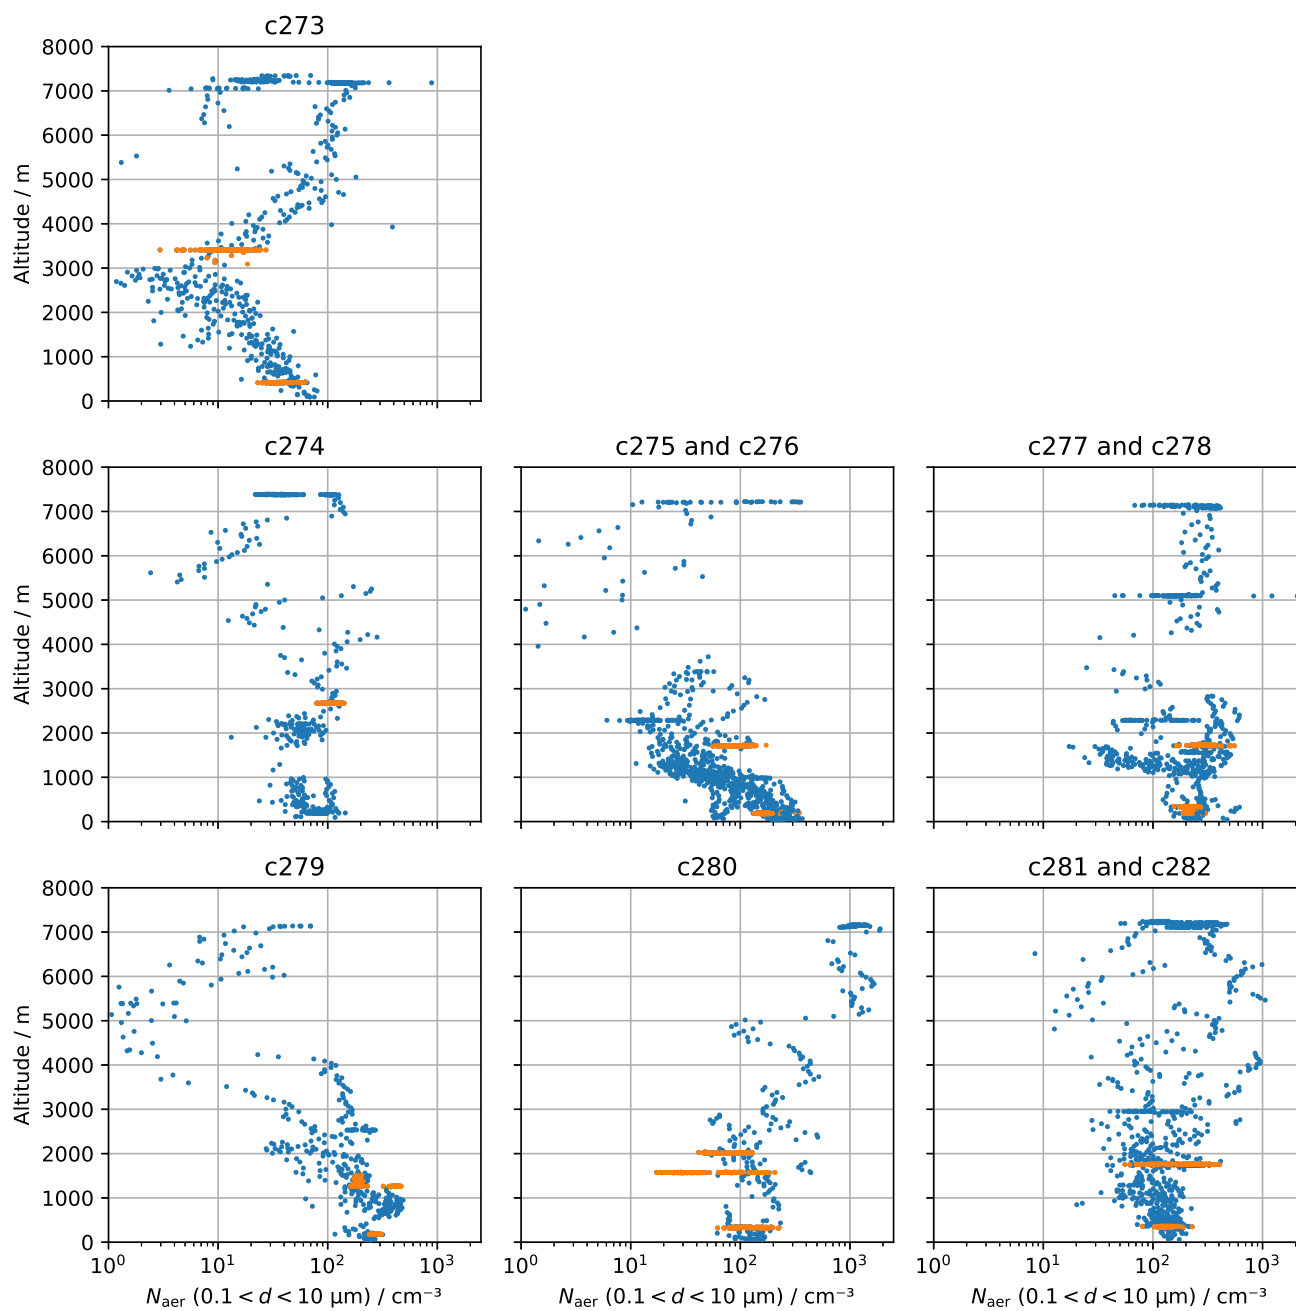 c273
8000
7000
6000
5000
4000
3000
2000
1000
0
Altitude / m
c274
c275 and c276
c277 and c278
8000
7000
6000
5000
4000
3000
2000
1000
0
Altitude / m
c279
c280
c281 and c282
8000
7000
6000
5000
4000
3000
2000
1000
0
Altitude / m
10⁰ 10¹ 10² 10³
10⁰ 10¹ 10² 10³
10⁰ 10¹ 10² 10³
N_aer (0.1 < d < 10 μm) / cm⁻³
N_aer (0.1 < d < 10 μm) / cm⁻³
N_aer (0.1 < d < 10 μm) / cm⁻³